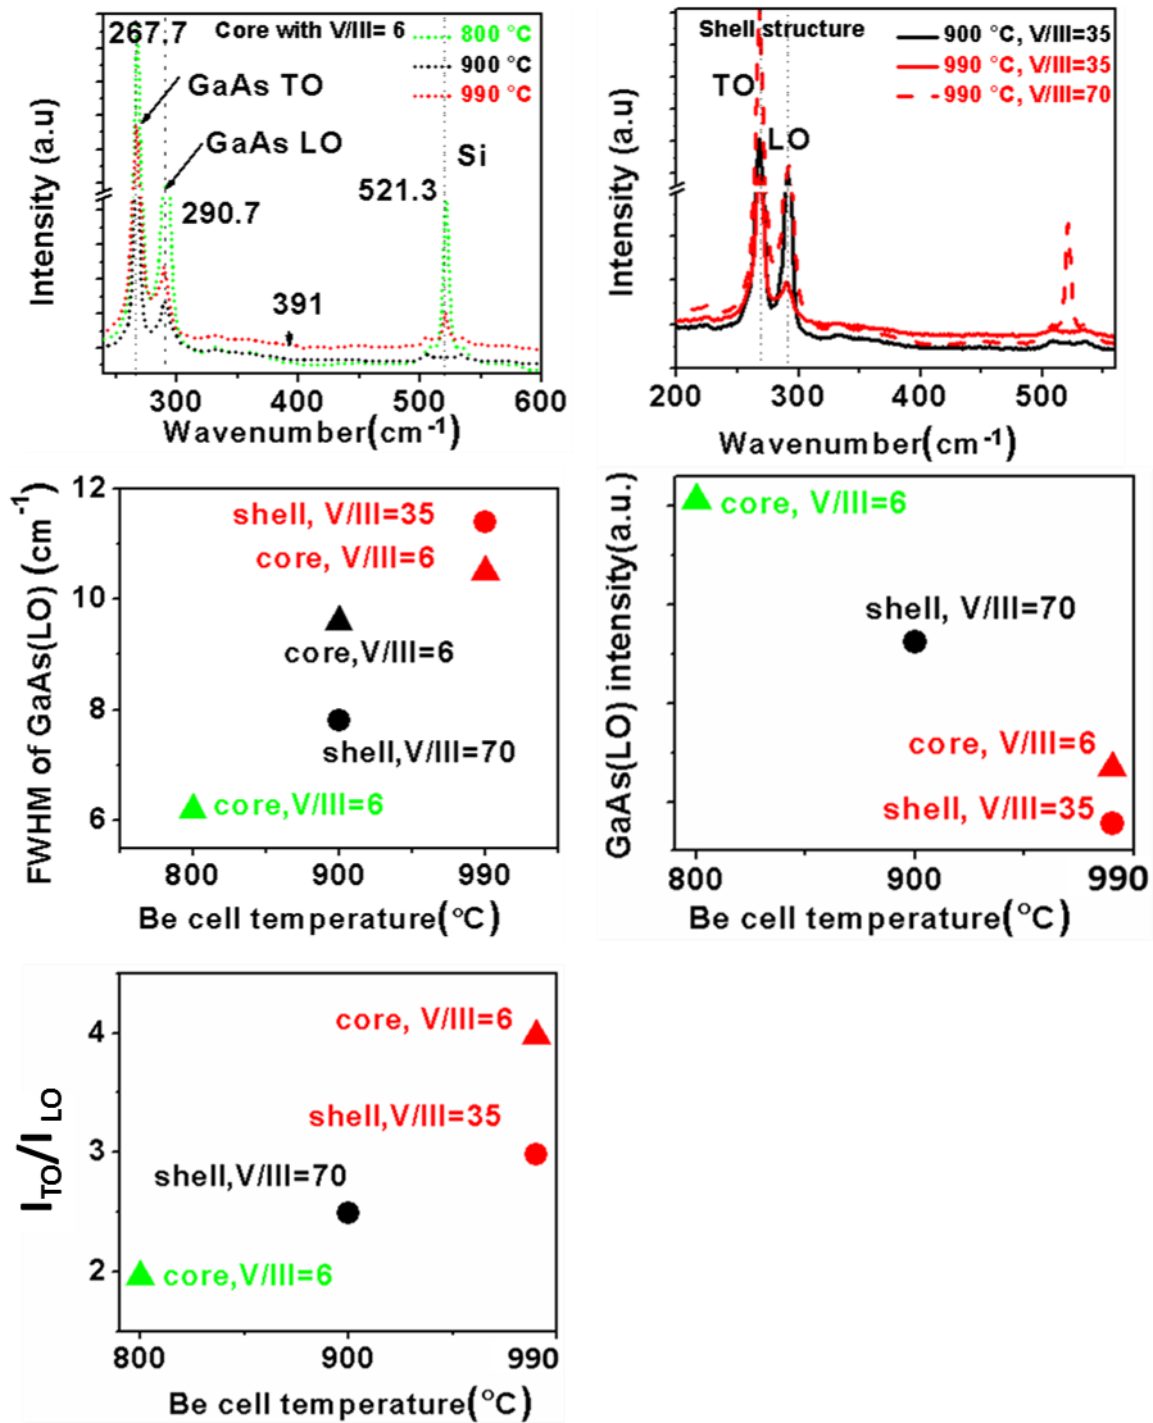 267.7
Core with V/III= 6
800 °C
900 °C
990 °C
GaAs TO
GaAs LO
Si
521.3
290.7
391
Intensity (a.u)
300 400 500 600
Wavenumber(cm-1)
Shell structure
900 °C, V/III=35
990 °C, V/III=35
990 °C, V/III=70
TO
LO
Intensity (a.u)
200 300 400 500
Wavenumber(cm-1)
12
10
8
6
FWHM of GaAs(LO) (cm-1)
shell, V/III=35
core, V/III=6
core,V/III=6
shell,V/III=70
core,V/III=6
800 900 990
Be cell temperature(°C)
GaAs(LO) intensity(a.u.)
core, V/III=6
shell, V/III=70
core, V/III=6
shell, V/III=35
800 900 990
Be cell temperature(°C)
4
3
2
ITO/I LO
core, V/III=6
shell,V/III=35
shell,V/III=70
core,V/III=6
800 900 990
Be cell temperature(°C)